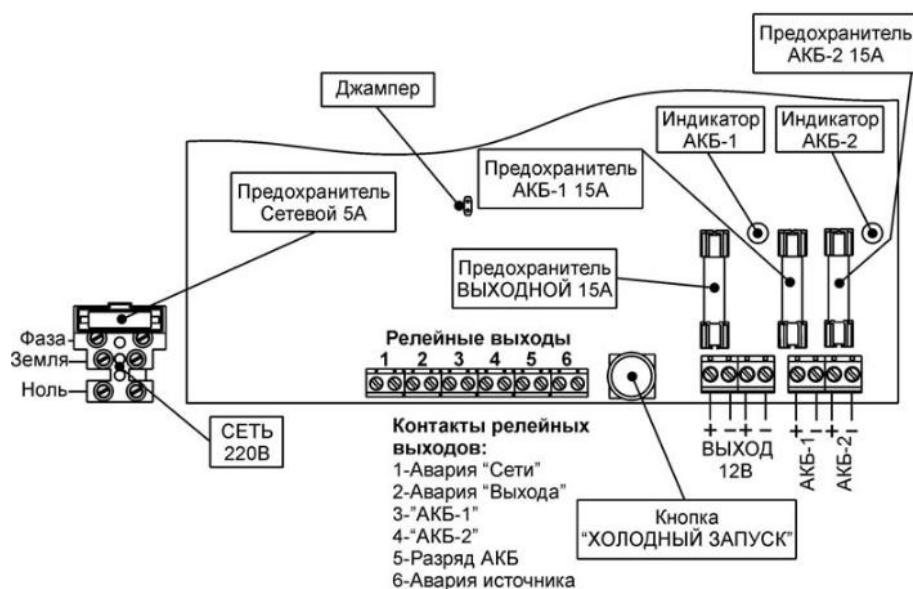 Предохранитель
АКБ-2 15А
Джампер
Индикатор
АКБ-1
Индикатор
АКБ-2
Предохранитель
Сетевой 5А
Предохранитель
АКБ-1 15А
Предохранитель
ВЫХОДНОЙ 15А
Фаза
Земля
Ноль
Релейные выходы
1 2 3 4 5 6
СЕТЬ
220В
Контакты релейных
выходов:
1-Авария “Сети”
2-Авария “Выхода”
3-"АКБ-1"
4-“АКБ-2”
5-Разряд АКБ
6-Авария источника
Кнопка
“ХОЛОДНЫЙ ЗАПУСК”
+ − + −
ВЫХОД
12В
+ − + −
АКБ-1
АКБ-2